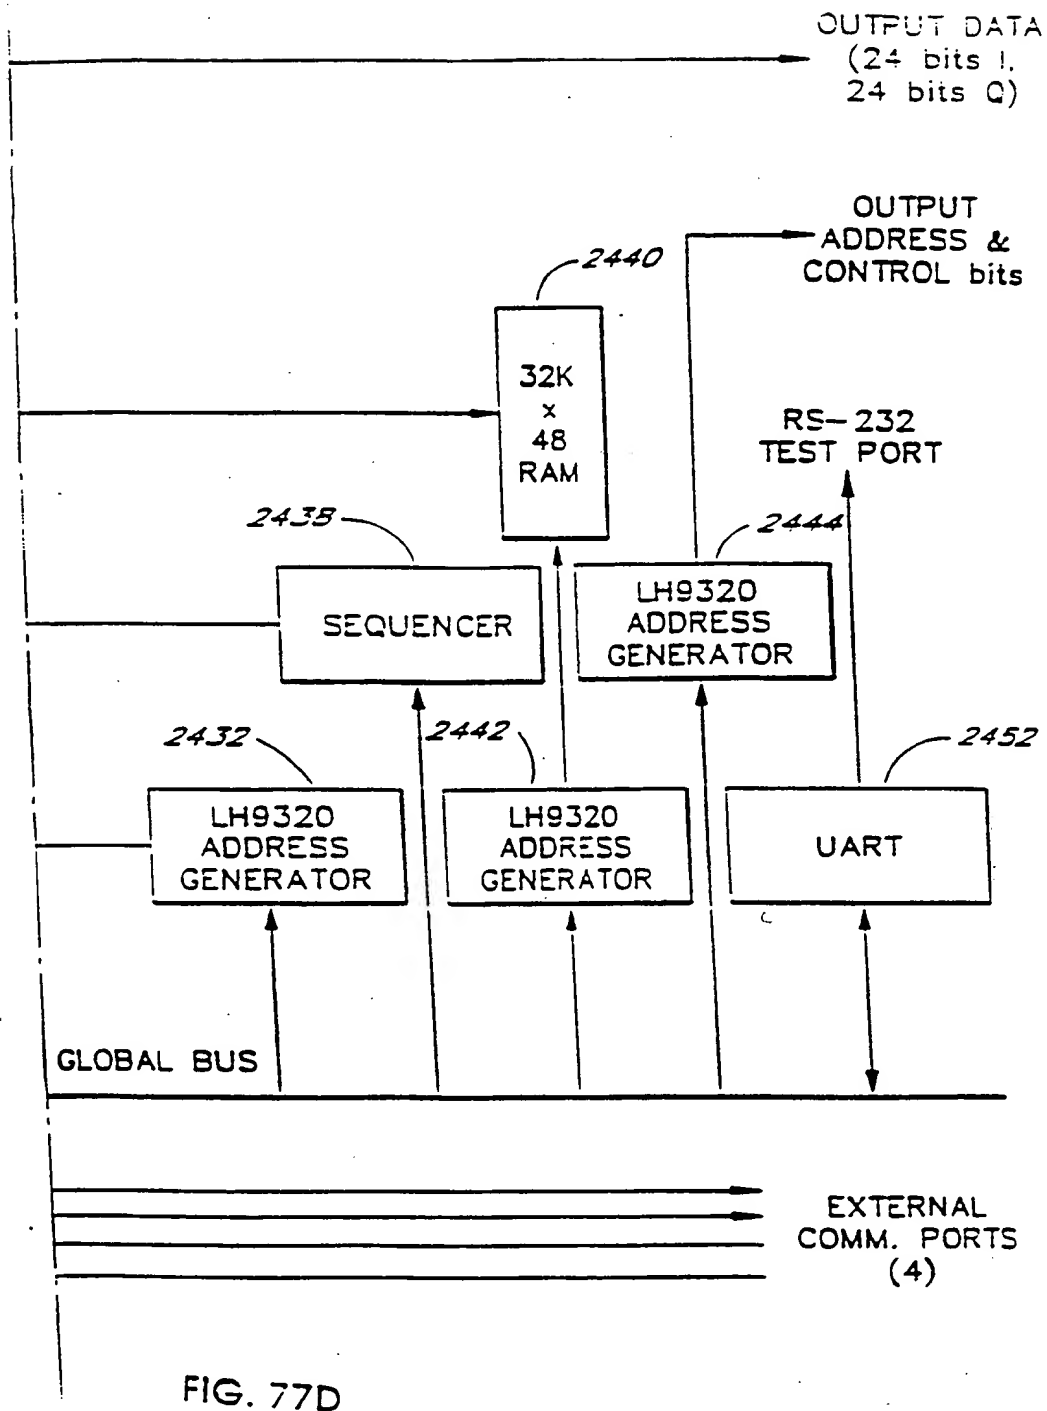 OUTPUT DATA
(24 bits I,
24 bits Q)
OUTPUT
ADDRESS &
CONTROL bits
2440
32K
x
48
RAM
RS-232
TEST PORT
2438
2444
SEQUENCER
LH9320
ADDRESS
GENERATOR
2432
2442
2452
LH9320
ADDRESS
GENERATOR
LH9320
ADDRESS
GENERATOR
UART
GLOBAL BUS
EXTERNAL
COMM. PORTS
(4)
FIG. 77D